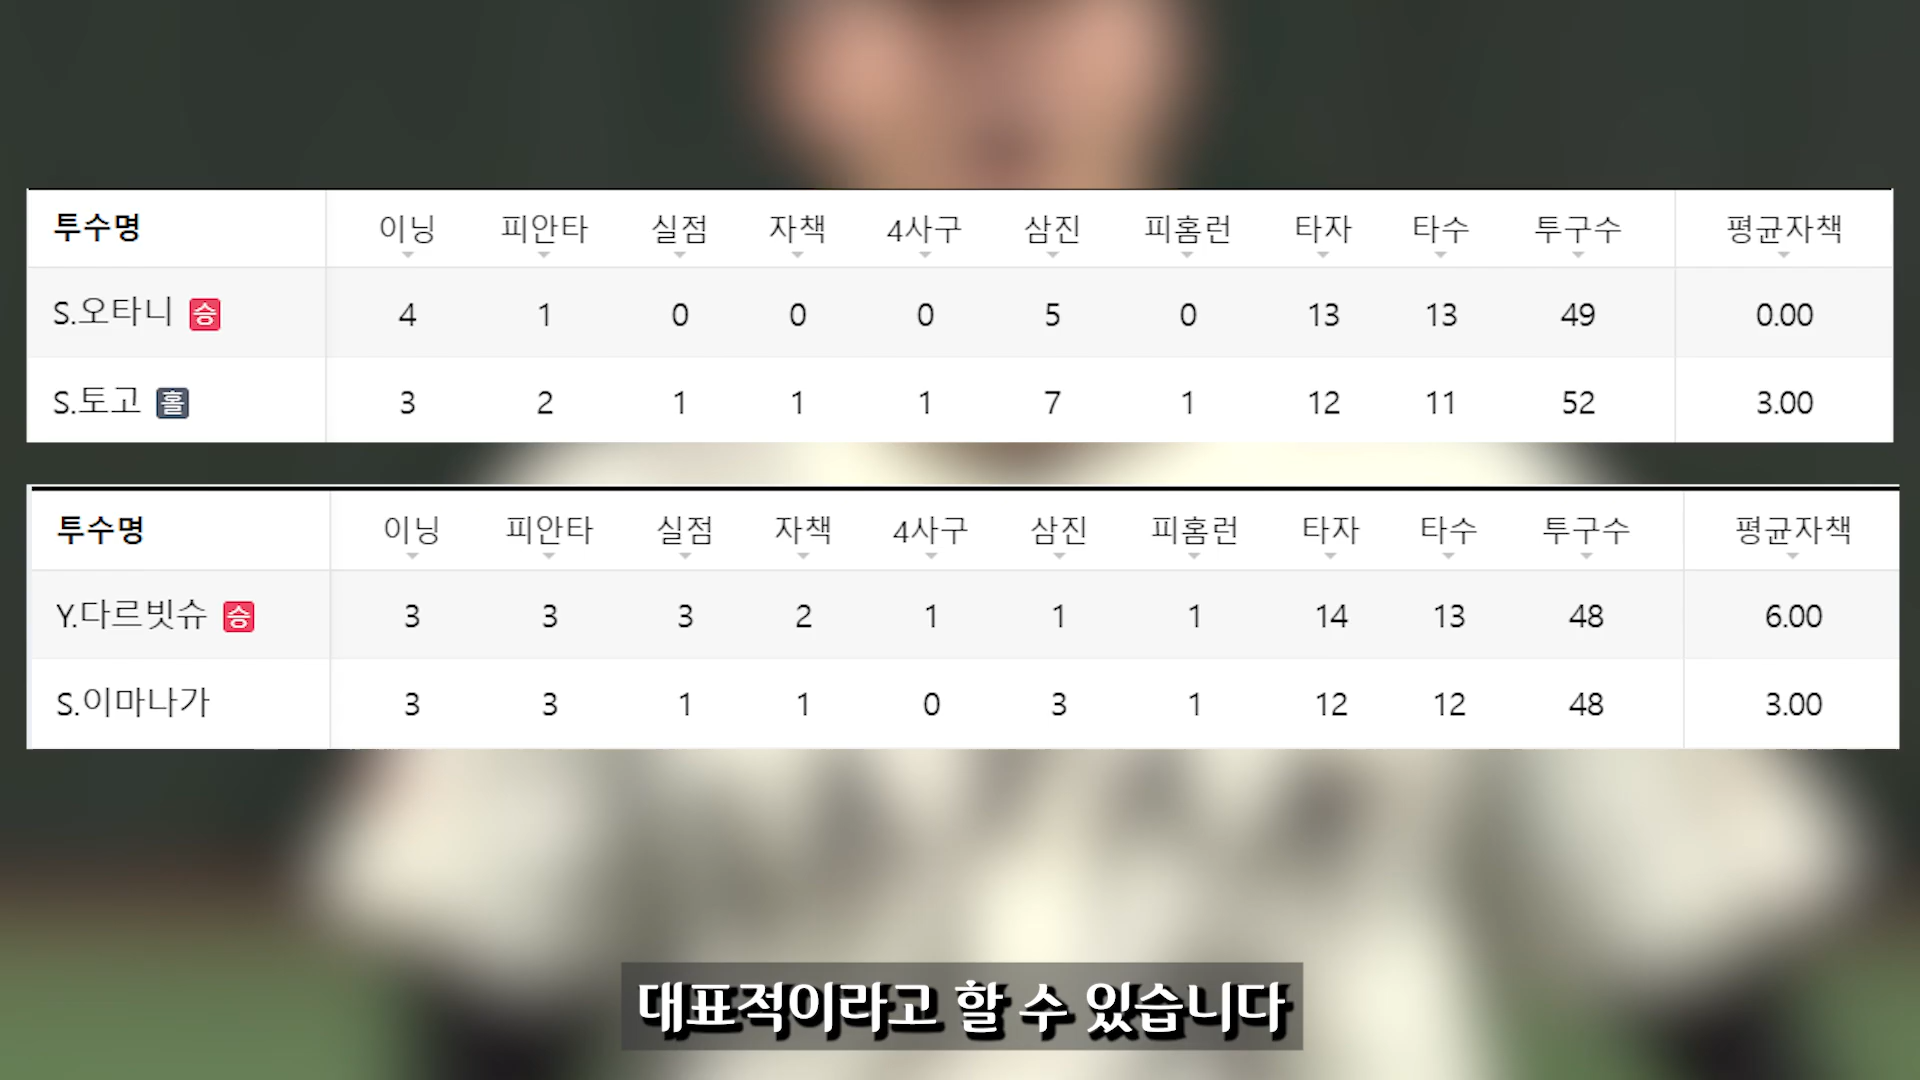 투수명 이닝 피안타 실점 자책 4사구 삼진 피홈런 타자 타수 투구수 평균자책
S.오타니 승 4 1 0 0 0 5 0 13 13 49 0.00
S.토고 홀 3 2 1 1 1 7 1 12 11 52 3.00
투수명 이닝 피안타 실점 자책 4사구 삼진 피홈런 타자 타수 투구수 평균자책
Y.다르빗슈 승 3 3 3 2 1 1 1 14 13 48 6.00
S.이마나가 3 3 1 1 0 3 1 12 12 48 3.00
대표적이라고 할 수 있습니다